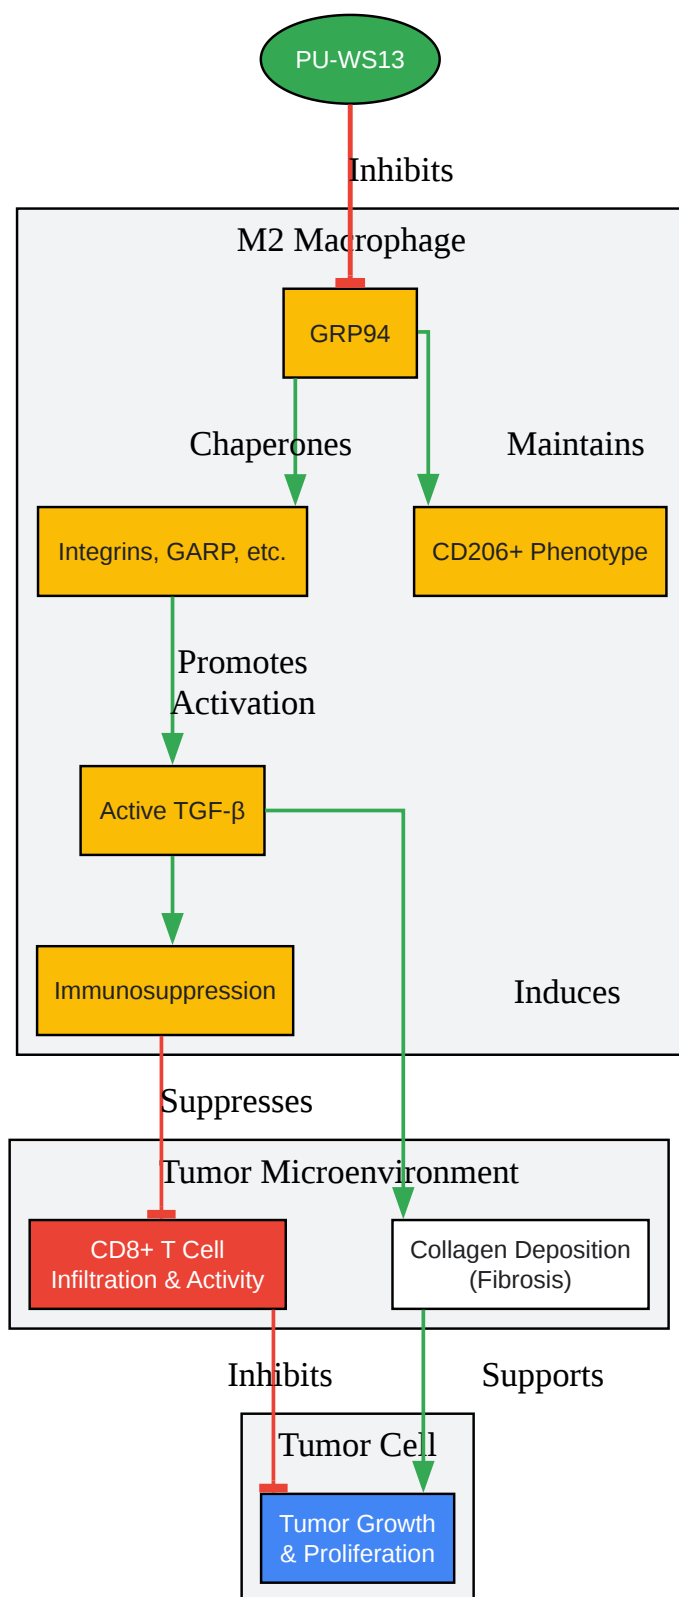 PU-WS13
Inhibits
M2 Macrophage
GRP94
Chaperones
Maintains
Integrins, GARP, etc.
CD206+ Phenotype
Promotes
Activation
Active TGF-β
Immunosuppression
Induces
Suppresses
Tumor Microenvironment
CD8+ T Cell
Infiltration & Activity
Collagen Deposition
(Fibrosis)
Inhibits
Supports
Tumor Cell
Tumor Growth
& Proliferation